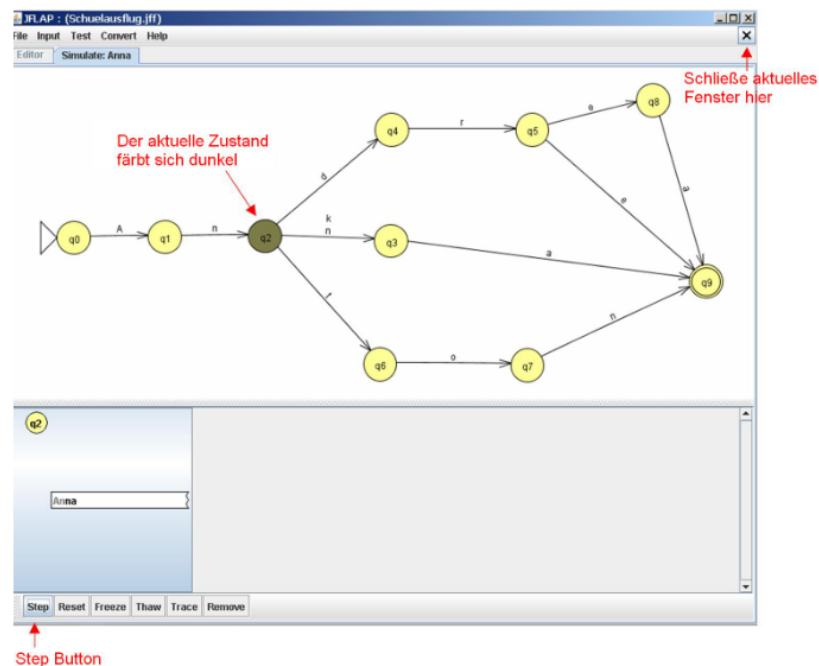 JFLAP : (Schuelausflug.jff)
File Input Test Convert Help
Editor Simulate: Anna
Schließe aktuelles
Fenster hier
Der aktuelle Zustand
färbt sich dunkel
q0
A
q1
n
q2
d
q4
r
q5
e
q8
a
e
k
n
q3
a
q9
t
q6
o
q7
n
q2
Anna
Step Reset Freeze Thaw Trace Remove
Step Button